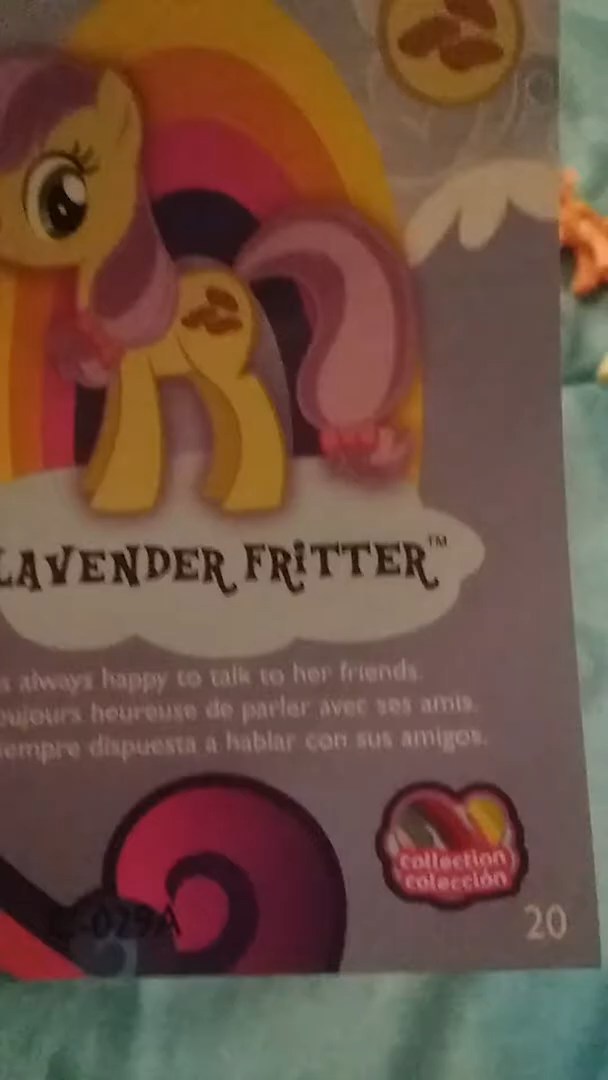 LAVENDER FRITTER™
always happy to talk to her friends.
oujours heureuse de parler avec ses amis.
iempre dispuesta a hablar con sus amigos.
collection
colección
-029A
20